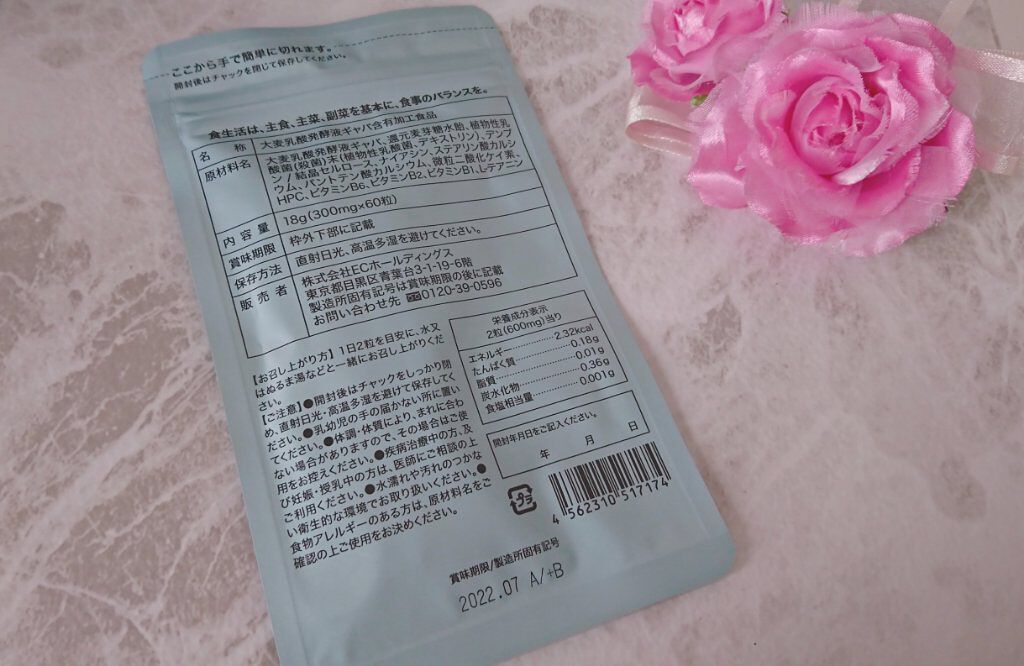 ここから手で簡単に切れます。
開封後はチャックを閉じて保存してください。
食生活は、主食、主菜、副菜を基本に、食事のバランスを。
名称 大麦乳酸発酵液ギャバ含有加工食品
原材料名 大麦乳酸発酵液ギャバ、還元麦芽糖水飴、植物性乳
酸菌(殺菌)末(植物性乳酸菌、デキストリン)、テンプ
ン/結晶セルロース、ナイアシン、ステアリン酸カルシ
ウム、パントテン酸カルシウム、微粒二酸化ケイ素、
HPC、ビタミンB6、ビタミンB2、ビタミンB1、L-テアニン
内容量 18g(300mg×60粒)
賞味期限 枠外下部に記載
保存方法 直射日光、高温多湿を避けてください。
販売者 株式会社ECホールディングス
東京都目黒区青葉台3-1-19-6階
製造所固有記号は賞味期限の後に記載
お問い合わせ先 0120-39-0596
【お召し上がり方】1日2粒を目安に、水又
はぬるま湯などと一緒にお召し上がりくだ
さい。
【ご注意】●開封後はチャックをしっかり閉
め、直射日光・高温多湿を避けて保存してく
ださい。●乳幼児の手の届かない所に置い
てください。●体調・体質により、まれに合わ
ない場合がありますので、その場合はご使
用をお控えください。●疾病治療中の方、及
び妊娠・授乳中の方は、医師にご相談の上
ご利用ください。●水濡れや汚れのつかな
い衛生的な環境でお取り扱いください。●
食物アレルギーのある方は、原材料名をご
確認の上ご使用をお決めください。
栄養成分表示
2粒(600mg)当り
エネルギー…………2.32kcal
たんぱく質…………0.18g
脂質…………0.01g
炭水化物…………0.36g
食塩相当量…………0.001g
開封年月日をご記入ください。
年 月 日
プラ
4 562310 517174
賞味期限/製造所固有記号
2022.07 A/+B